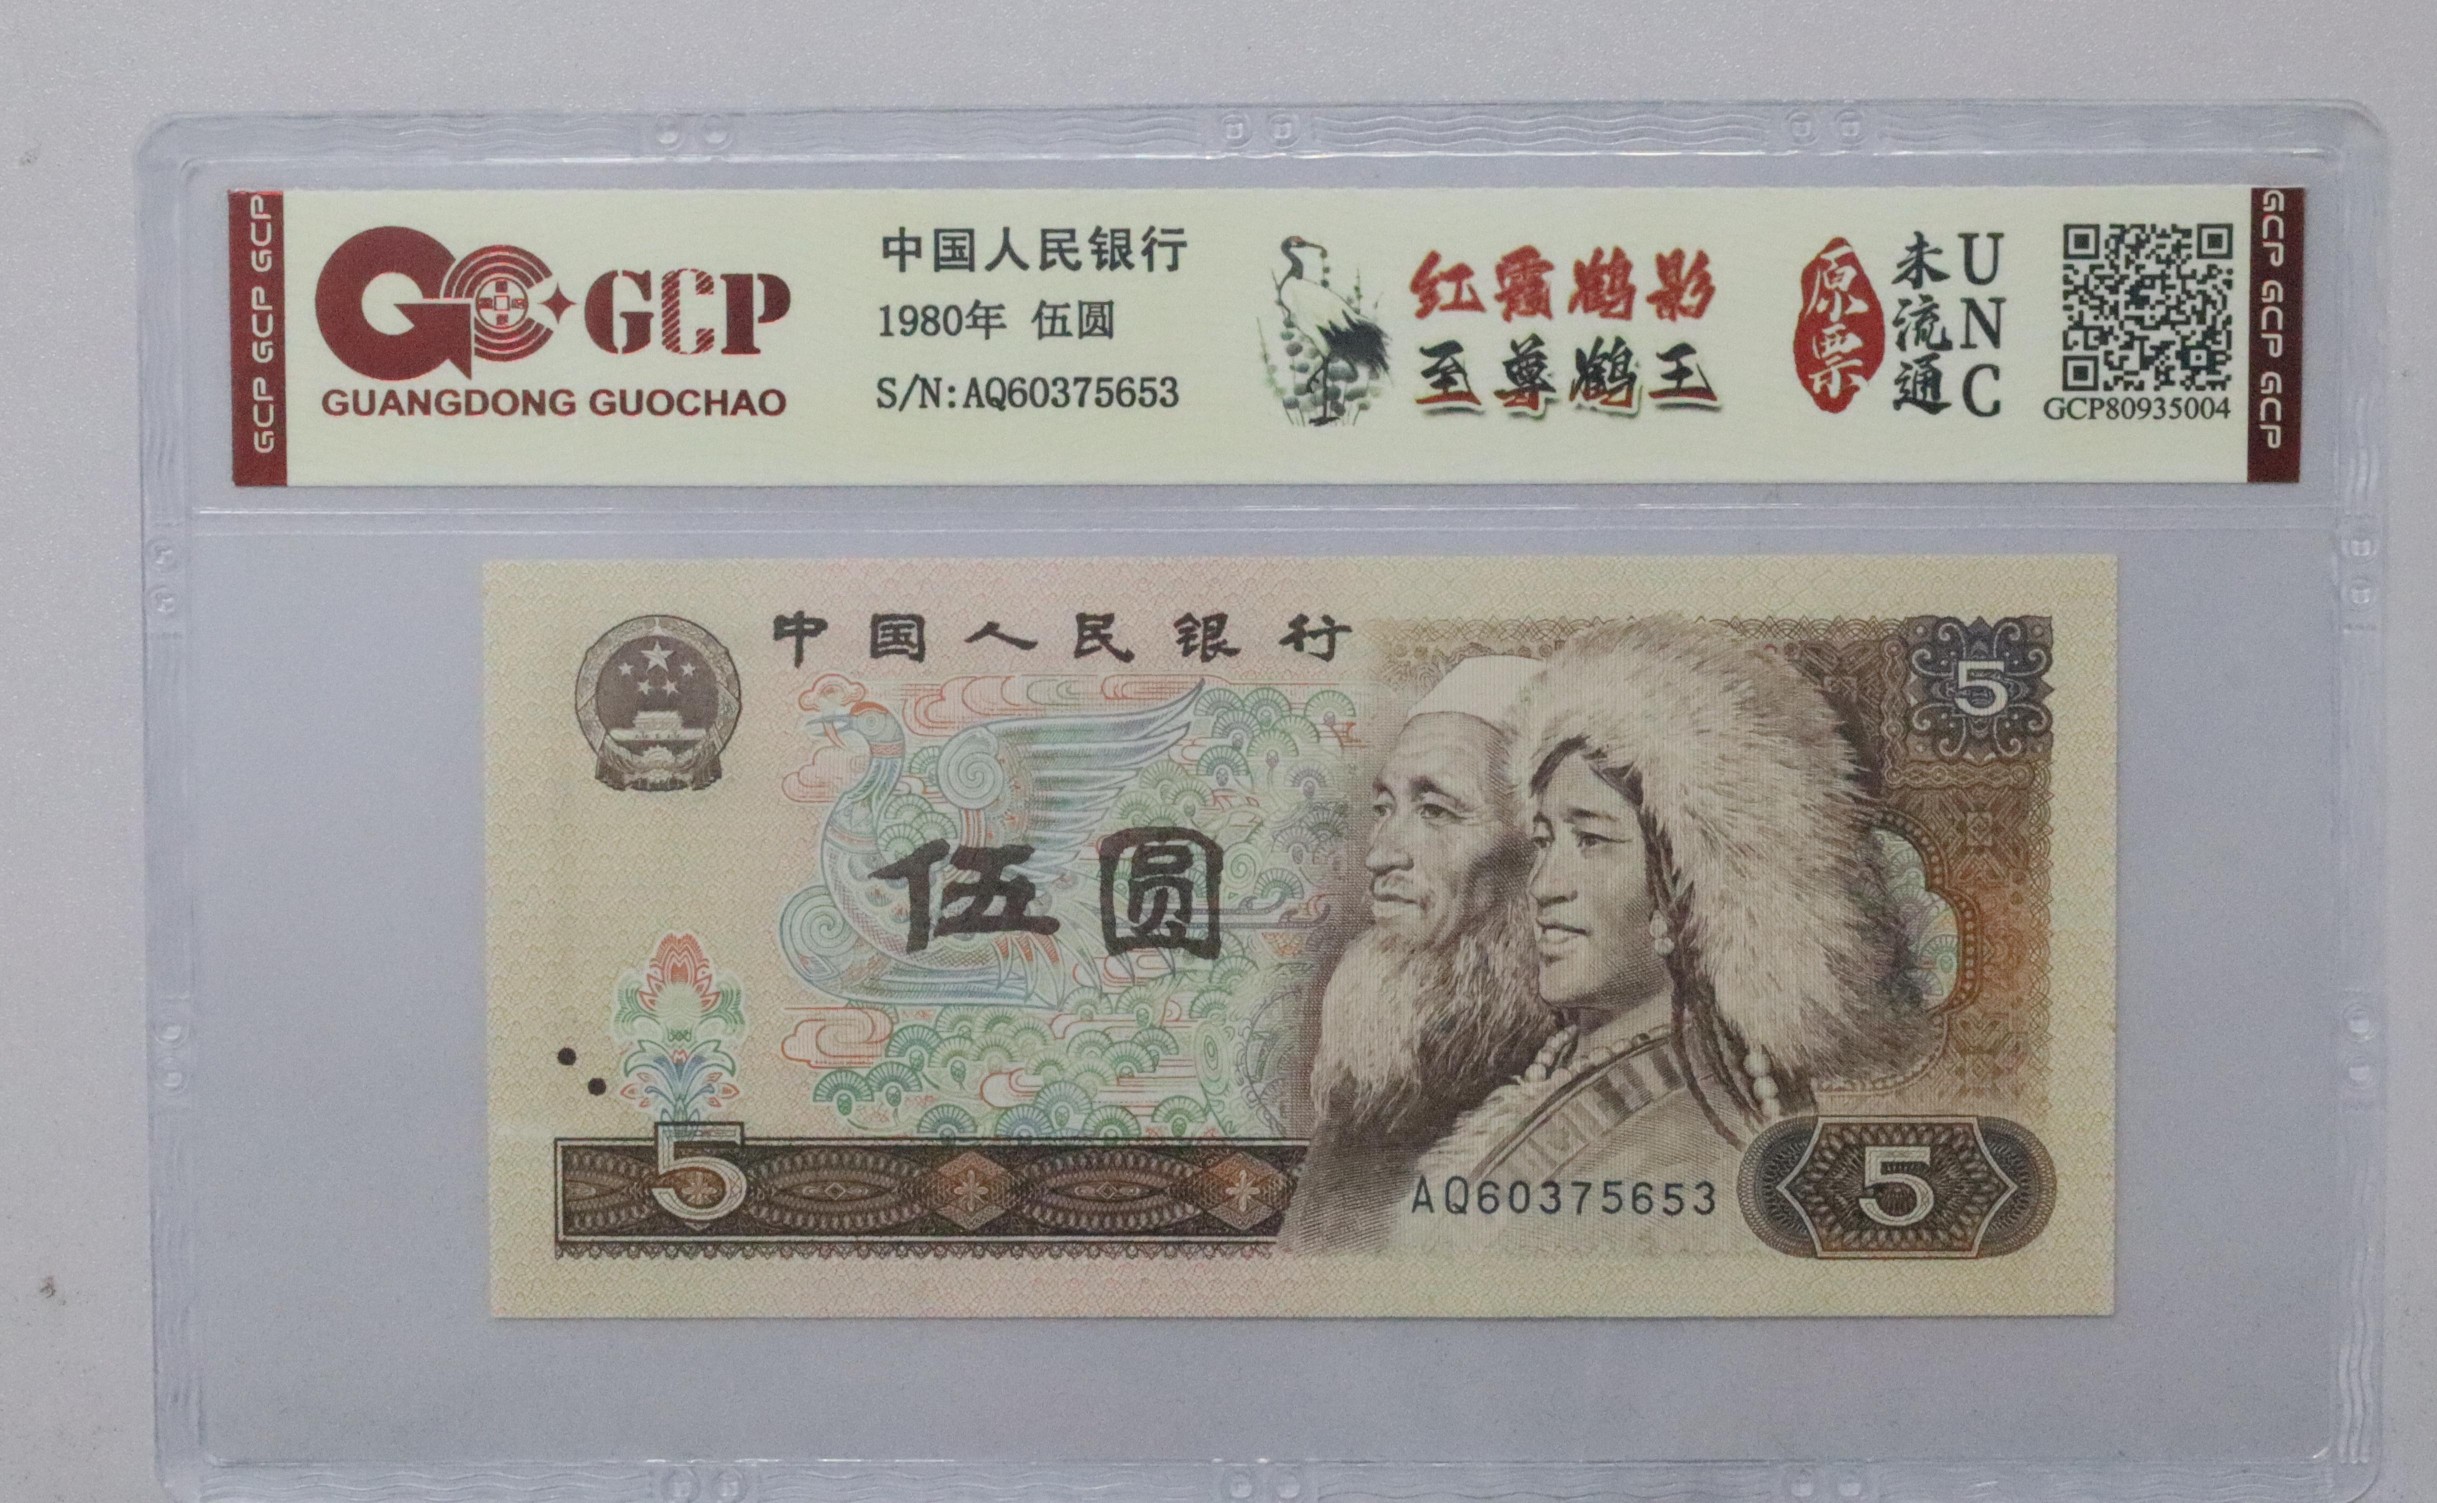 GCP GCP GCP
GCP
GUANGDONG GUOCHAO
中国人民银行
1980年 伍圆
S/N:AQ60375653
红霞鹤影
至尊鹤王
原票
未流通
UNC
GCP80935004
GCP GCP GCP
中国人民银行
5
伍圆
5
AQ60375653
5